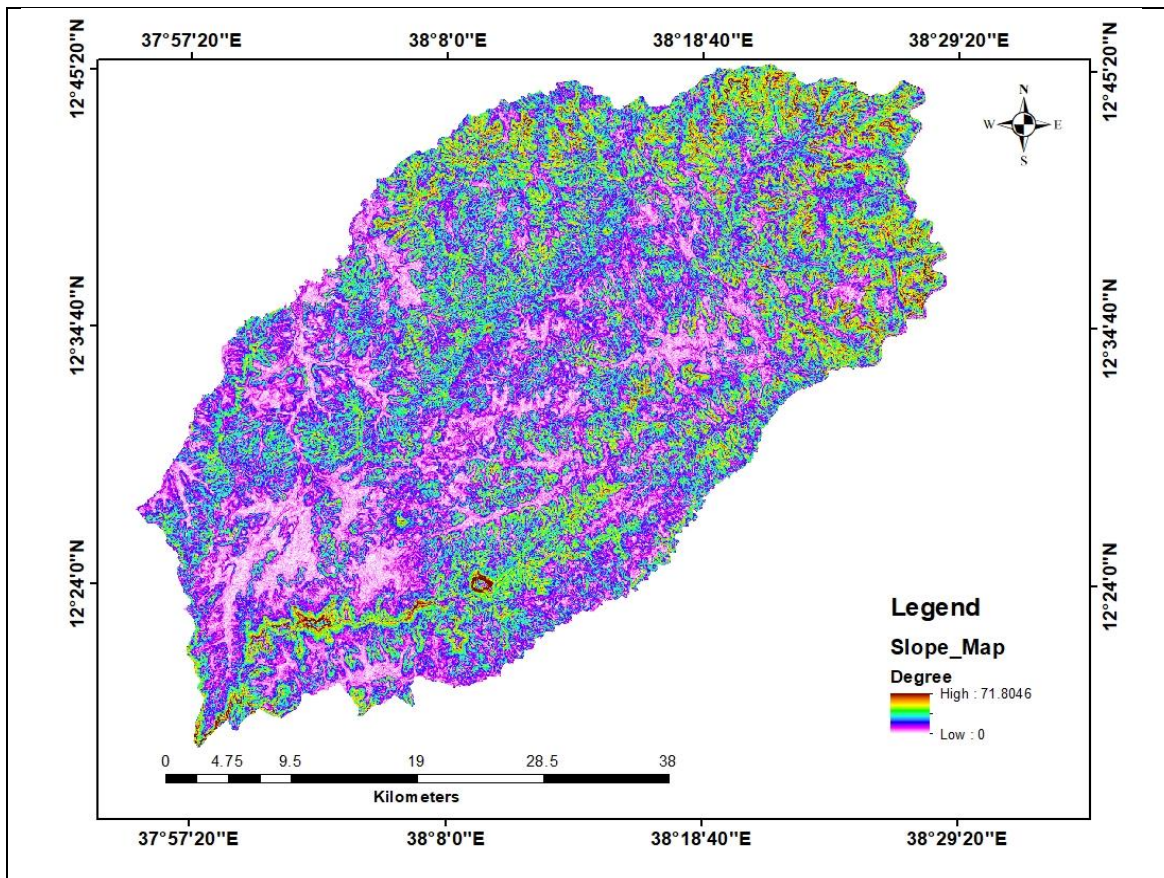 37°57'20"E 38°8'0"E 38°18'40"E 38°29'20"E
12°45'20"N 12°45'20"N
N
W E
S
12°34'40"N 12°34'40"N
12°24'0"N 12°24'0"N
Legend
Slope_Map
Degree
High : 71.8046
Low : 0
0 4.75 9.5 19 28.5 38
Kilometers
37°57'20"E 38°8'0"E 38°18'40"E 38°29'20"E